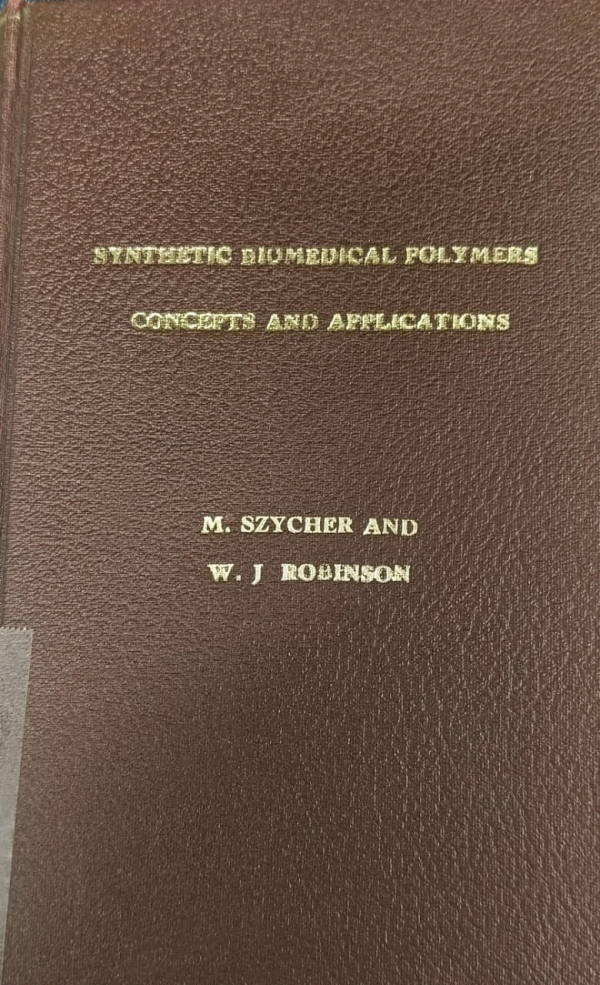 SYNTHETIC BIOMEDICAL POLYMERS
CONCEPTS AND APPLICATIONS
M. SZYCHER AND
W. J ROBINSON